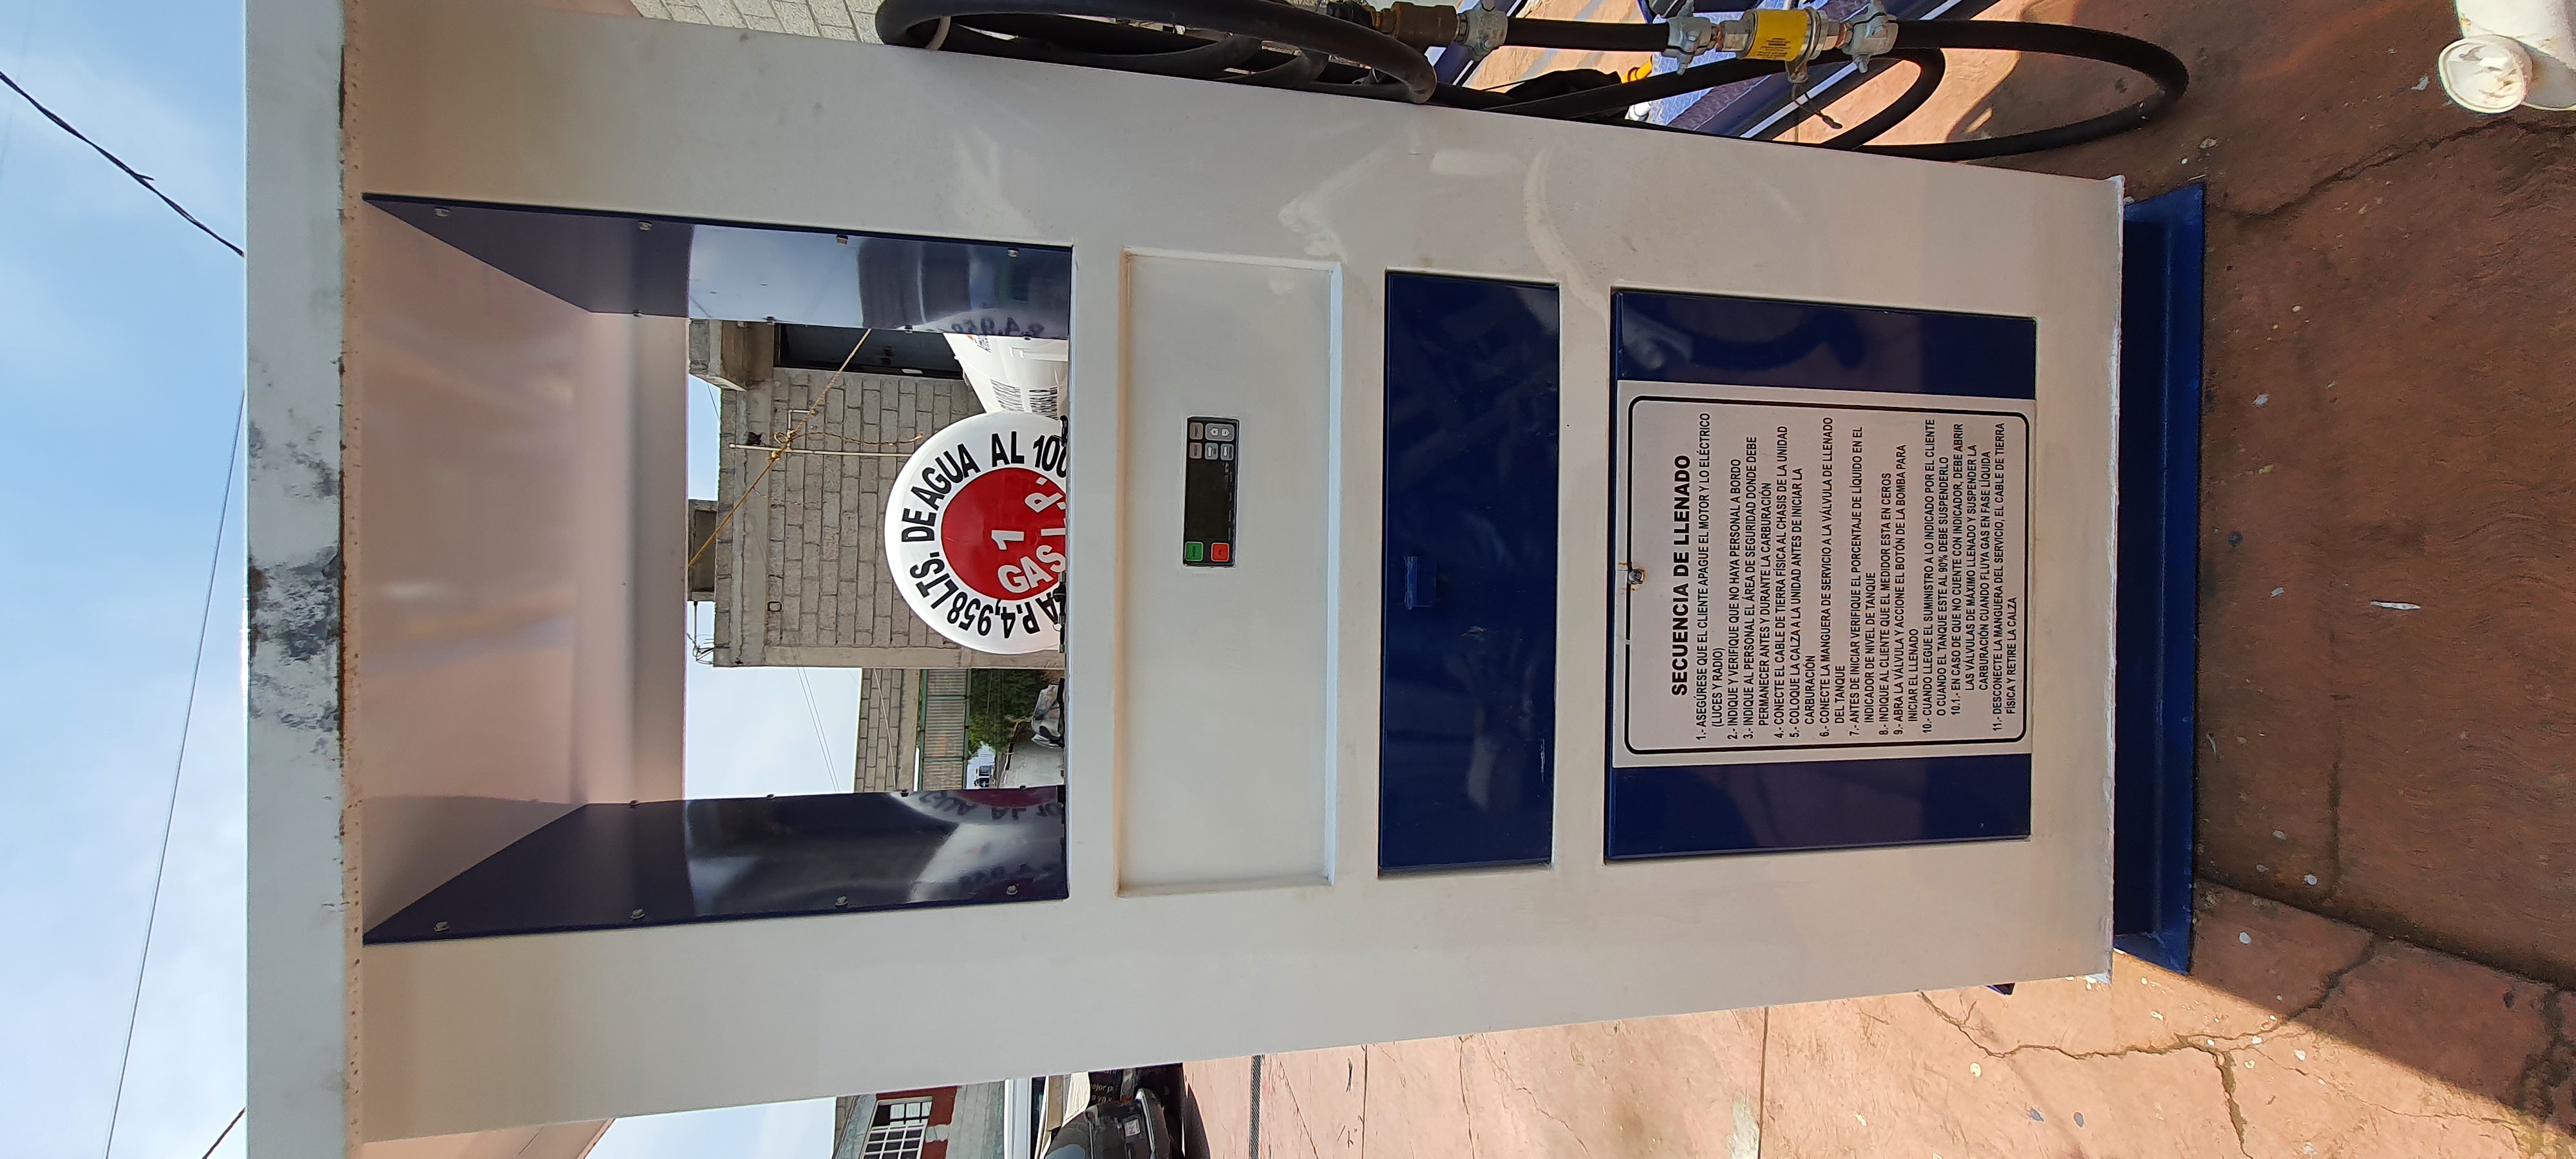 DE AGUA AL 100
P. 4,958 LTS.
1
GAS L.P.
SECUENCIA DE LLENADO
1.- ASEGÚRESE QUE EL CLIENTE APAGUE EL MOTOR Y LO ELÉCTRICO
(LUCES Y RADIO)
2.- INDIQUE Y VERIFIQUE QUE NO HAYA PERSONAL A BORDO
3.- INDIQUE AL PERSONAL EL ÁREA DE SEGURIDAD DONDE DEBE
PERMANECER ANTES Y DURANTE LA CARBURACIÓN
4.- CONECTE EL CABLE DE TIERRA FÍSICA AL CHASIS DE LA UNIDAD
5.- COLOQUE LA CALZA A LA UNIDAD ANTES DE INICIAR LA
CARBURACIÓN
6.- CONECTE LA MANGUERA DE SERVICIO A LA VÁLVULA DE LLENADO
DEL TANQUE
7.- ANTES DE INICIAR VERIFIQUE EL PORCENTAJE DE LÍQUIDO EN EL
INDICADOR DE NIVEL DE TANQUE
8.- INDIQUE AL CLIENTE QUE EL MEDIDOR ESTA EN CEROS
9.- ABRA LA VÁLVULA Y ACCIONE EL BOTÓN DE LA BOMBA PARA
INICIAR EL LLENADO
10.- CUANDO LLEGUE EL SUMINISTRO A LO INDICADO POR EL CLIENTE
O CUANDO EL TANQUE ESTE AL 90% DEBE SUSPENDERLO
10.1.- EN CASO DE QUE NO CUENTE CON INDICADOR, DEBE ABRIR
LAS VÁLVULAS DE MÁXIMO LLENADO Y SUSPENDER LA
CARBURACIÓN CUANDO FLUYA GAS EN FASE LÍQUIDA
11.- DESCONECTE LA MANGUERA DEL SERVICIO, EL CABLE DE TIERRA
FÍSICA Y RETIRE LA CALZA